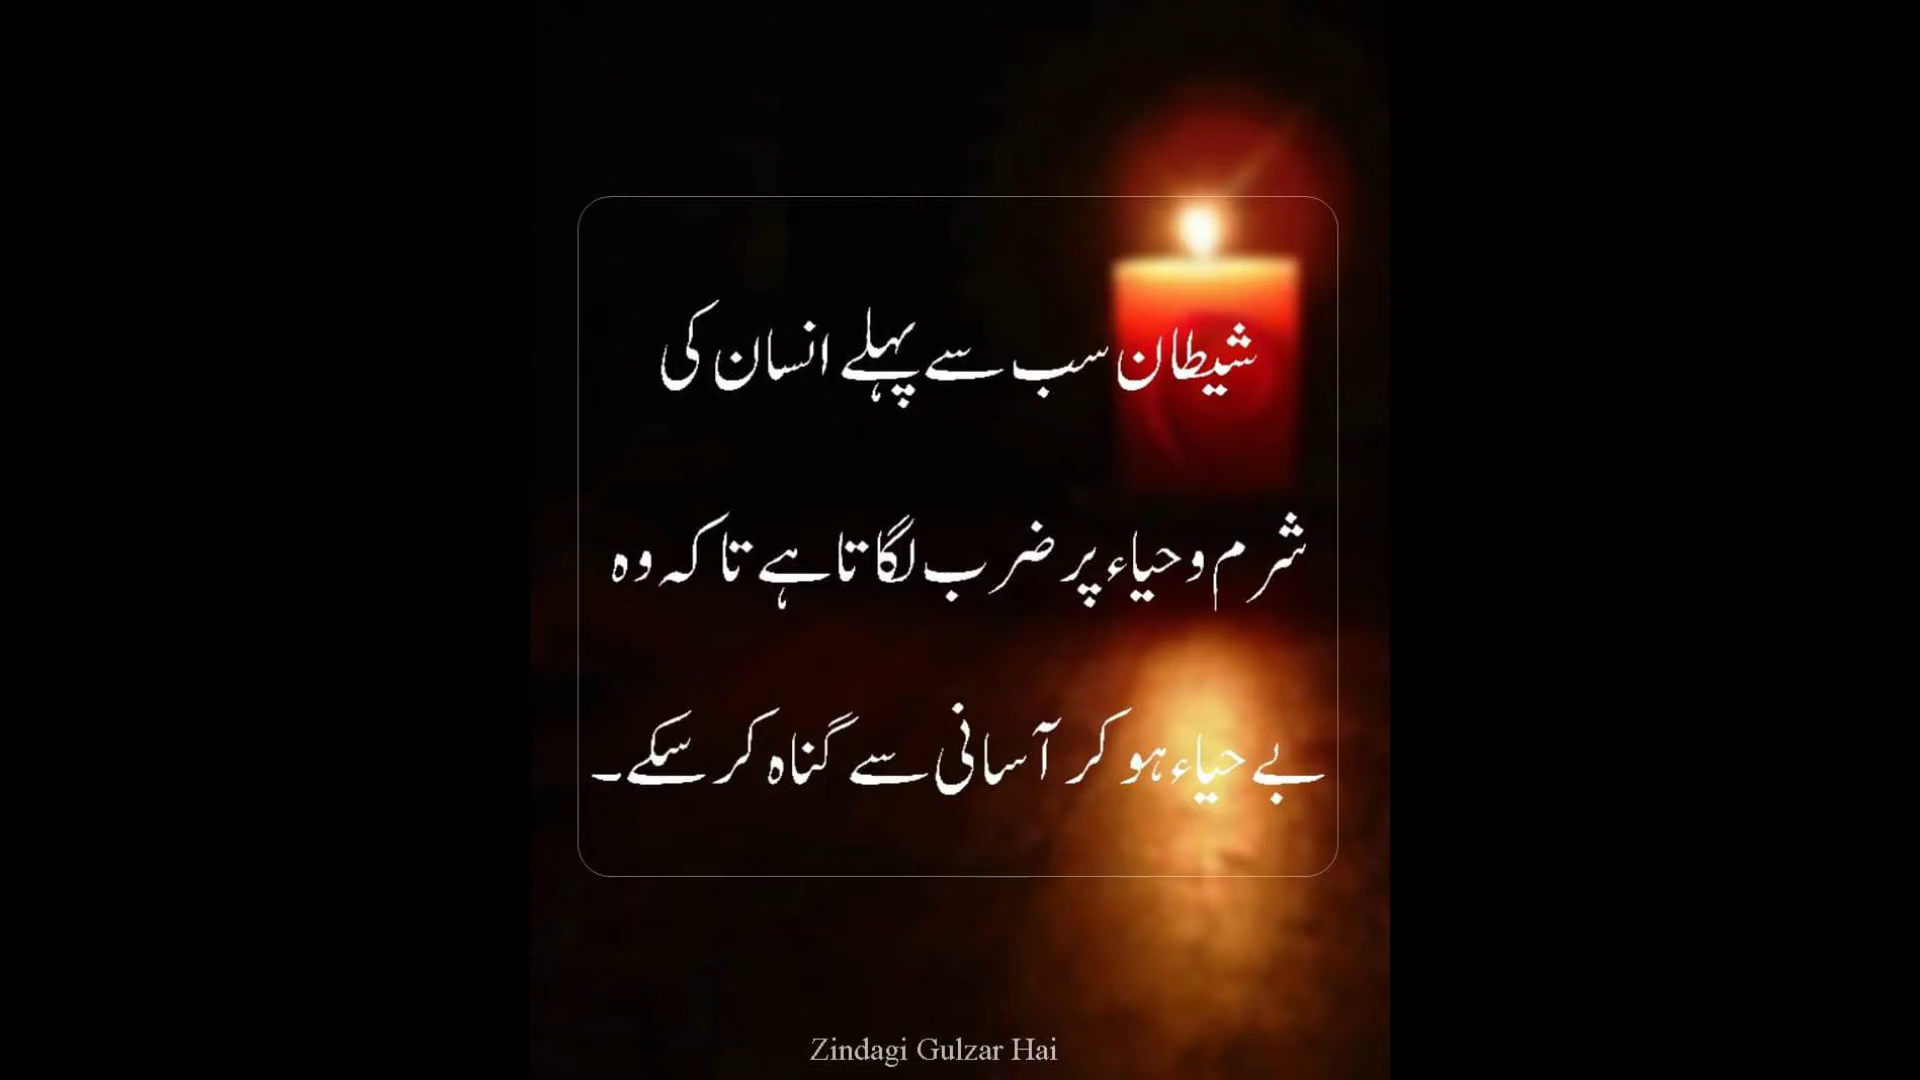 شیطان سب سے پہلے انسان کی
شرم و حیاء پر ضرب لگاتا ہے تاکہ وہ
بے حیاء ہو کر آسانی سے گناہ کر سکے۔
Zindagi Gulzar Hai